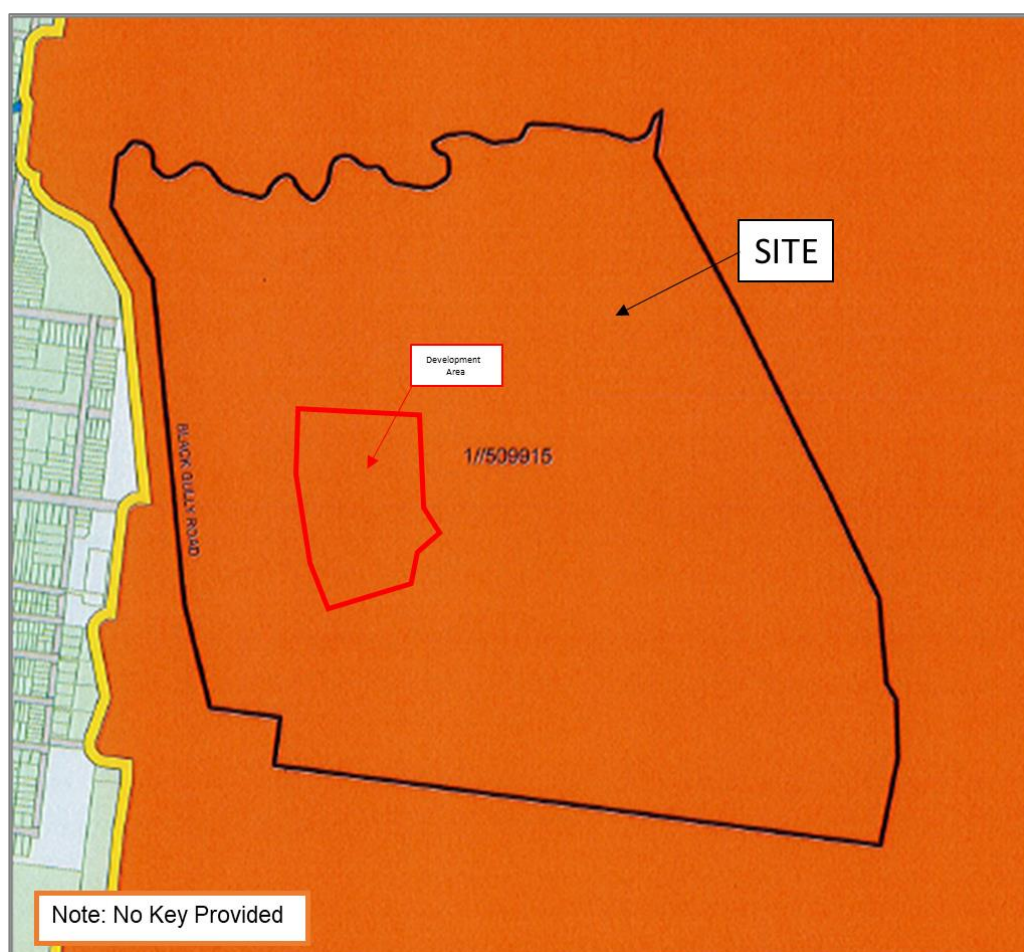 SITE
Development
Area
1//509915
BLACK GULLY ROAD
Note: No Key Provided